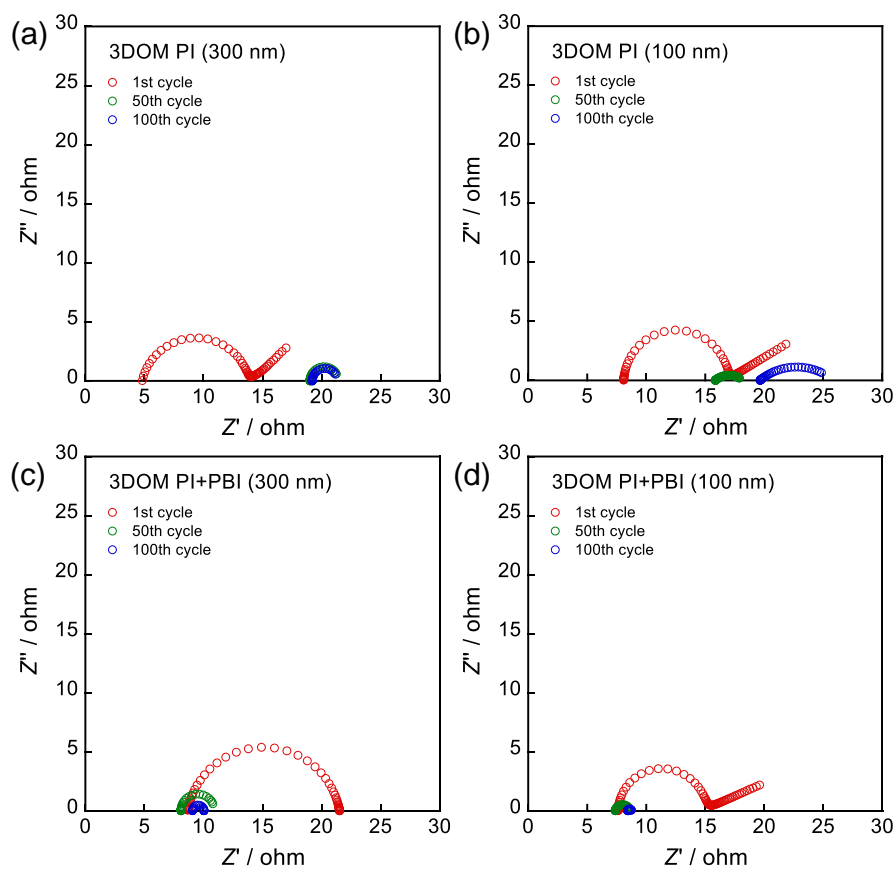 (a)
3DOM PI (300 nm)
1st cycle
50th cycle
100th cycle
30
25
20
15
10
5
0
Z" / ohm
0 5 10 15 20 25 30
Z' / ohm
(b)
3DOM PI (100 nm)
1st cycle
50th cycle
100th cycle
30
25
20
15
10
5
0
Z" / ohm
0 5 10 15 20 25 30
Z' / ohm
(c)
3DOM PI+PBI (300 nm)
1st cycle
50th cycle
100th cycle
30
25
20
15
10
5
0
Z" / ohm
0 5 10 15 20 25 30
Z' / ohm
(d)
3DOM PI+PBI (100 nm)
1st cycle
50th cycle
100th cycle
30
25
20
15
10
5
0
Z" / ohm
0 5 10 15 20 25 30
Z' / ohm